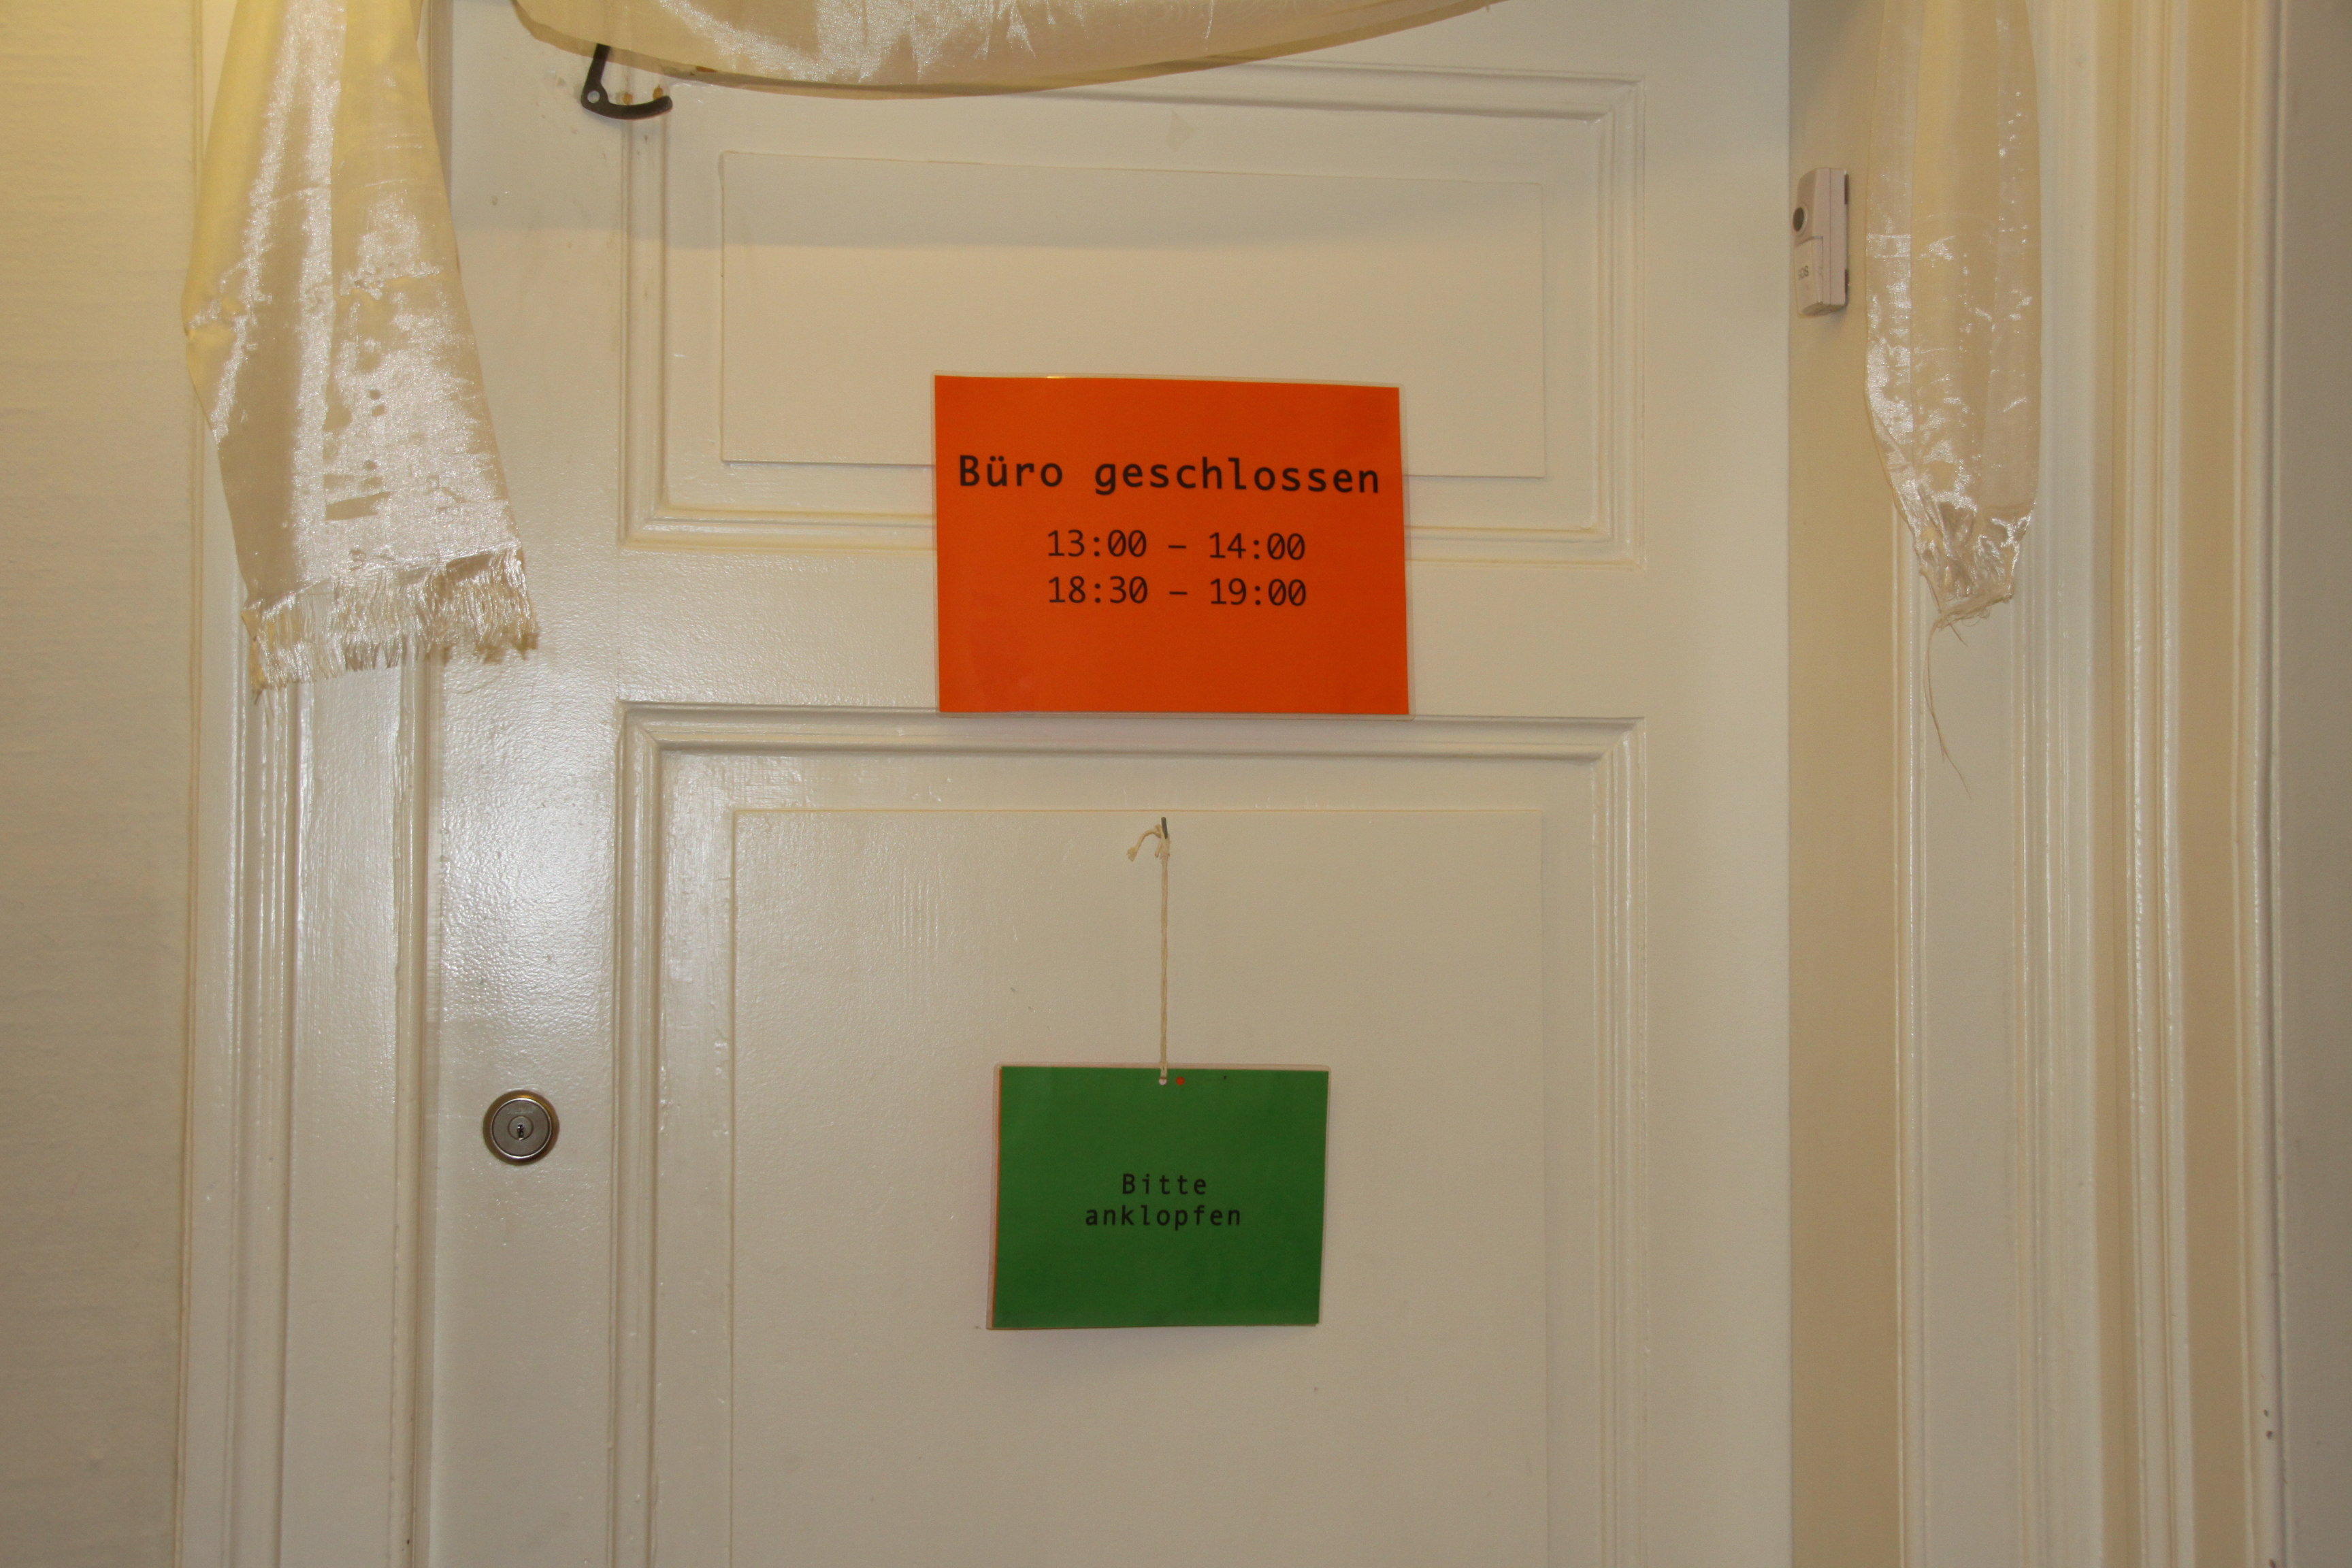 Büro geschlossen
13:00 – 14:00
18:30 – 19:00
Bitte
anklopfen